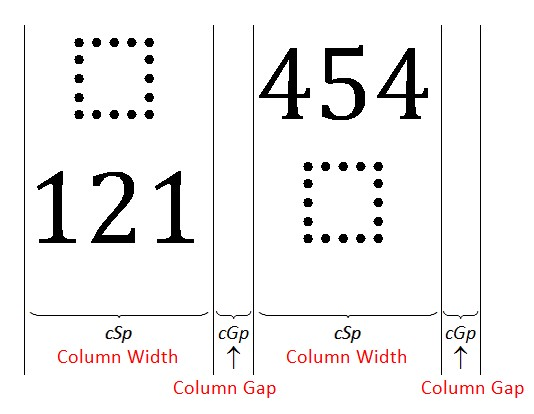 454
121
cSp cGp cSp cGp
Column Width ↑ Column Width ↑
Column Gap Column Gap